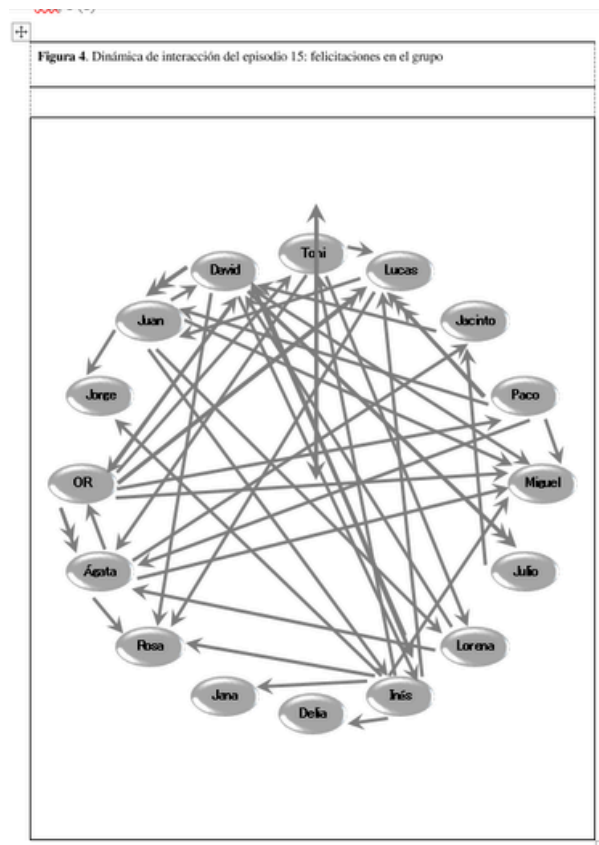 Figura 4. Dinámica de interacción del episodio 15: felicitaciones en el grupo
Toni
David
Lucas
Juan
Jacinto
Jorge
Paco
OR
Miguel
Ágata
Julio
Rosa
Lorena
Jana
Inés
Delia